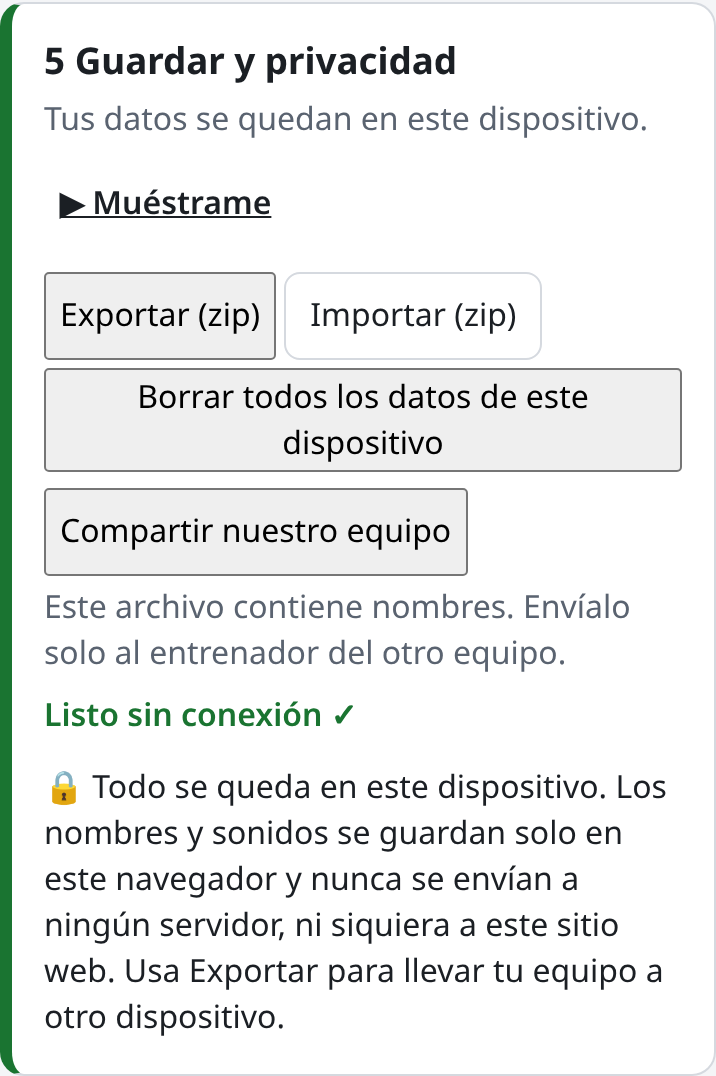 5 Guardar y privacidad
Tus datos se quedan en este dispositivo.
▶ Muéstrame
Exportar (zip) Importar (zip)
Borrar todos los datos de este
dispositivo
Compartir nuestro equipo
Este archivo contiene nombres. Envíalo
solo al entrenador del otro equipo.
Listo sin conexión ✓
🔒 Todo se queda en este dispositivo. Los
nombres y sonidos se guardan solo en
este navegador y nunca se envían a
ningún servidor, ni siquiera a este sitio
web. Usa Exportar para llevar tu equipo a
otro dispositivo.